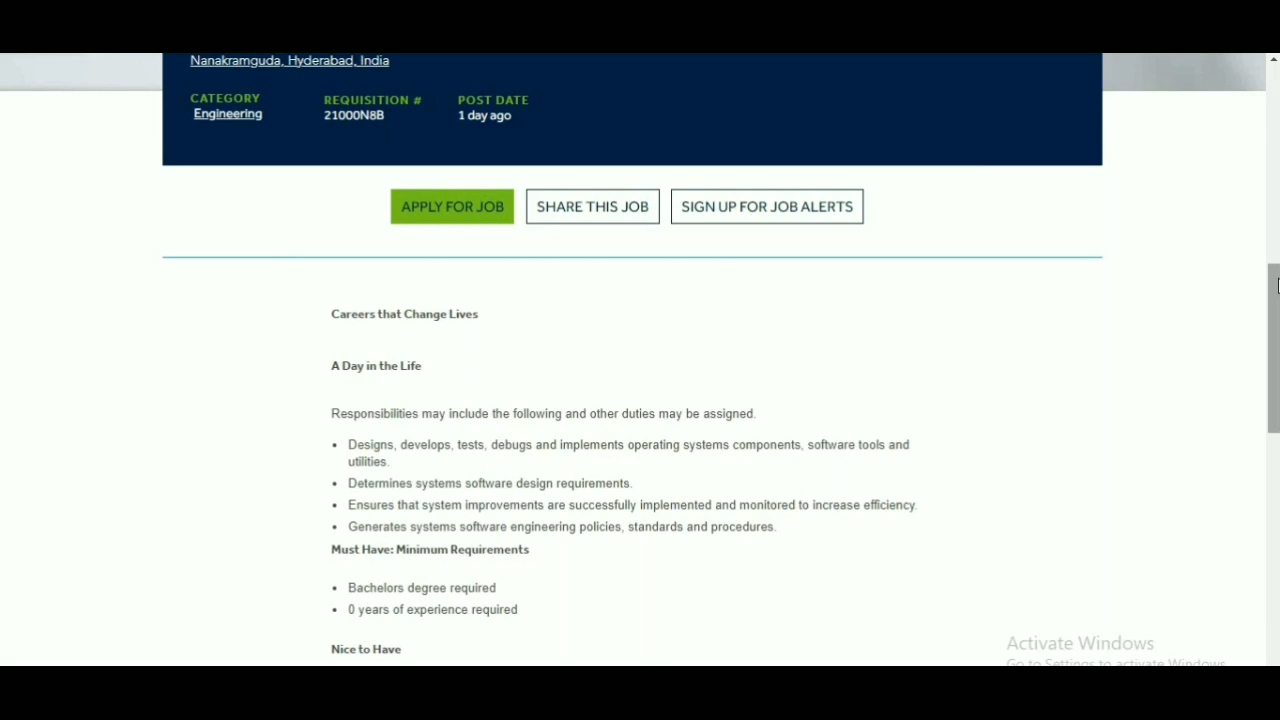 Nanakramguda, Hyderabad, India
CATEGORY REQUISITION # POST DATE
Engineering 21000N8B 1 day ago
APPLY FOR JOB SHARE THIS JOB SIGN UP FOR JOB ALERTS
Careers that Change Lives
A Day in the Life
Responsibilities may include the following and other duties may be assigned.
• Designs, develops, tests, debugs and implements operating systems components, software tools and
utilities.
• Determines systems software design requirements.
• Ensures that system improvements are successfully implemented and monitored to increase efficiency.
• Generates systems software engineering policies, standards and procedures.
Must Have: Minimum Requirements
• Bachelors degree required
• 0 years of experience required
Nice to Have
Activate Windows
Go to Settings to activate Windows.